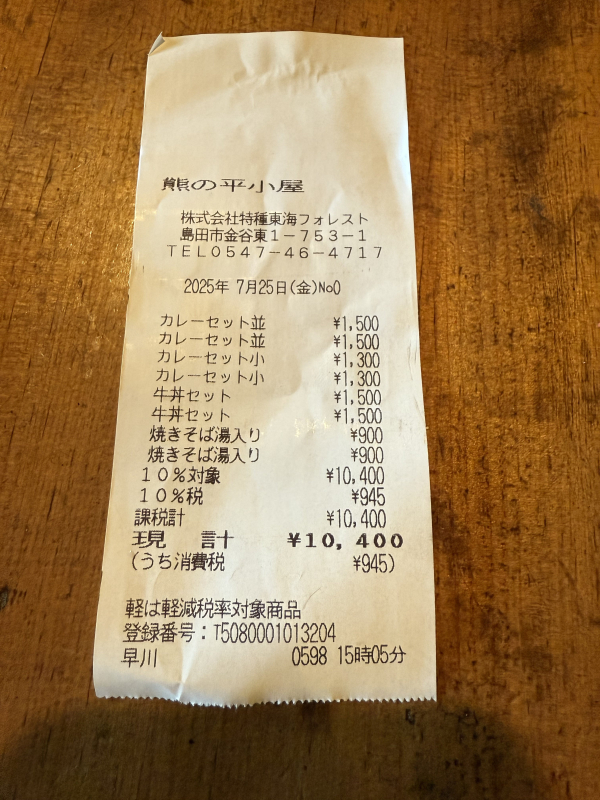 熊の平小屋
株式会社特種東海フォレスト
島田市金谷東1-753-1
TEL0547-46-4717
2025年 7月25日(金)No0
カレーセット並 ¥1,500
カレーセット並 ¥1,500
カレーセット小 ¥1,300
カレーセット小 ¥1,300
牛丼セット ¥1,500
牛丼セット ¥1,500
焼きそば湯入り ¥900
焼きそば湯入り ¥900
10%対象 ¥10,400
10%税 ¥945
課税計 ¥10,400
現 計 ¥10,400
(うち消費税 ¥945)
軽は軽減税率対象商品
登録番号:T5080001013204
早川 0598 15時05分